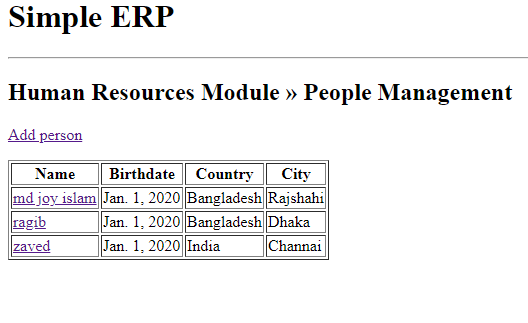 Simple ERP
Human Resources Module » People Management
Add person
Name Birthdate Country City
md joy islam Jan. 1, 2020 Bangladesh Rajshahi
ragib Jan. 1, 2020 Bangladesh Dhaka
zayed Jan. 1, 2020 India Channai